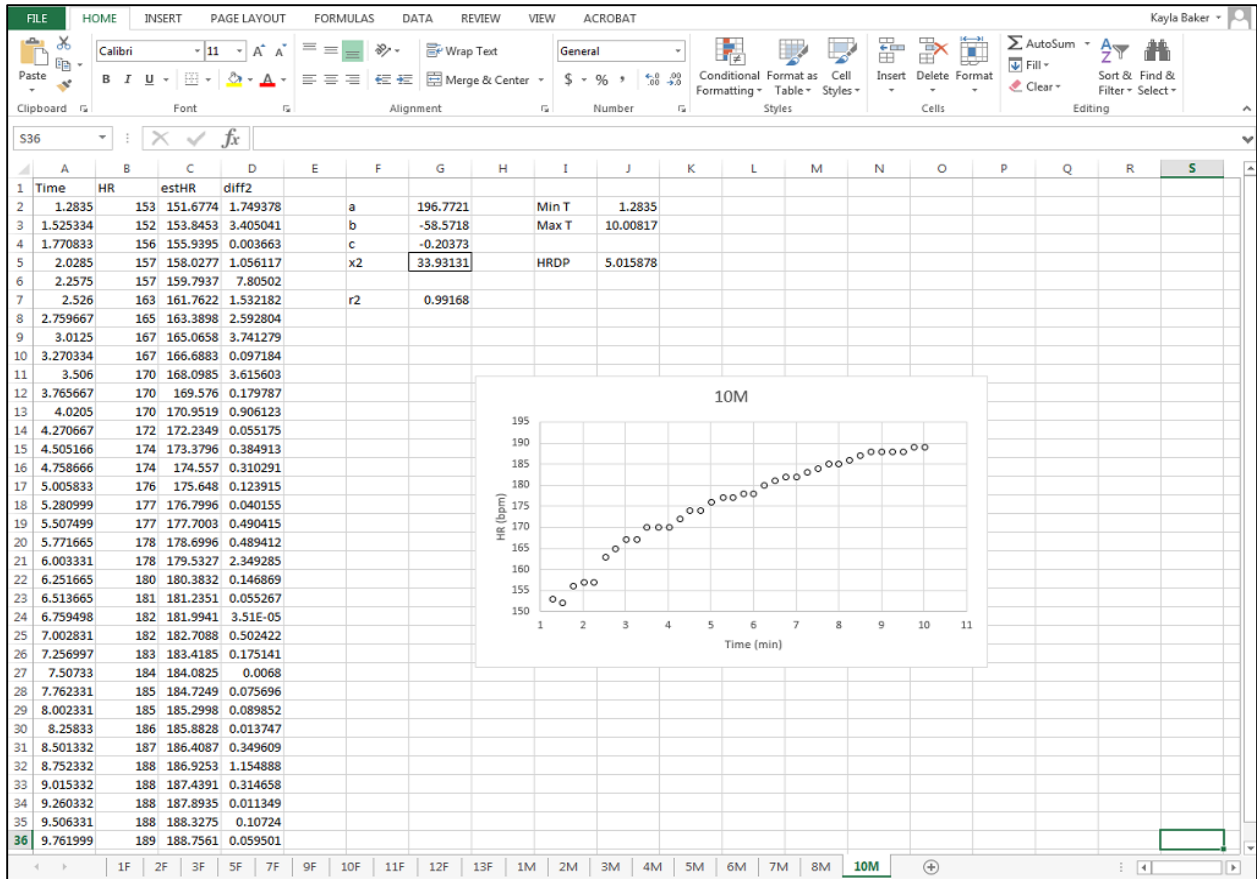 FILE HOME INSERT PAGE LAYOUT FORMULAS DATA REVIEW VIEW ACROBAT Kayla Baker
Calibri 11 A A Wrap Text General AutoSum
Paste Fill
B I U A Merge & Center $ % , .0 .00 Conditional Format as Cell Insert Delete Format Sort & Find &
.00 .0 Formatting Table Styles Clear Filter Select
Clipboard Font Alignment Number Styles Cells Editing
S36 fx
A B C D E F G H I J K L M N O P Q R S
1 Time HR estHR diff2
2 1.2835 153 151.6774 1.749378 a 196.7721 Min T 1.2835
3 1.525334 152 153.8453 3.405041 b -58.5718 Max T 10.00817
4 1.770833 156 155.9395 0.003663 c -0.20373
5 2.0285 157 158.0277 1.056117 x2 33.93131 HRDP 5.015878
6 2.2575 157 159.7937 7.80502
7 2.526 163 161.7622 1.532182 r2 0.99168
8 2.759667 165 163.3898 2.592804
9 3.0125 167 165.0658 3.741279
10 3.270334 167 166.6883 0.097184
11 3.506 170 168.0985 3.615603
12 3.765667 170 169.576 0.179787
13 4.0205 170 170.9519 0.906123
14 4.270667 172 172.2349 0.055175
15 4.505166 174 173.3796 0.384913
16 4.758666 174 174.557 0.310291
17 5.005833 176 175.648 0.123915
18 5.280999 177 176.7996 0.040155
19 5.507499 177 177.7003 0.490415
20 5.771665 178 178.6996 0.489412
21 6.003331 178 179.5327 2.349285
22 6.251665 180 180.3832 0.146869
23 6.513665 181 181.2351 0.055267
24 6.759498 182 181.9941 3.51E-05
25 7.002831 182 182.7088 0.502422
26 7.256997 183 183.4185 0.175141
27 7.50733 184 184.0825 0.0068
28 7.762331 185 184.7249 0.075696
29 8.002331 185 185.2998 0.089852
30 8.25833 186 185.8828 0.013747
31 8.501332 187 186.4087 0.349609
32 8.752332 188 186.9253 1.154888
33 9.015332 188 187.4391 0.314658
34 9.260332 188 187.8935 0.011349
35 9.506331 188 188.3275 0.10724
36 9.761999 189 188.7561 0.059501
10M
195
190
185
180
175
170
165
160
155
150
HR (bpm)
1 2 3 4 5 6 7 8 9 10 11
Time (min)
1F 2F 3F 5F 7F 9F 10F 11F 12F 13F 1M 2M 3M 4M 5M 6M 7M 8M 10M